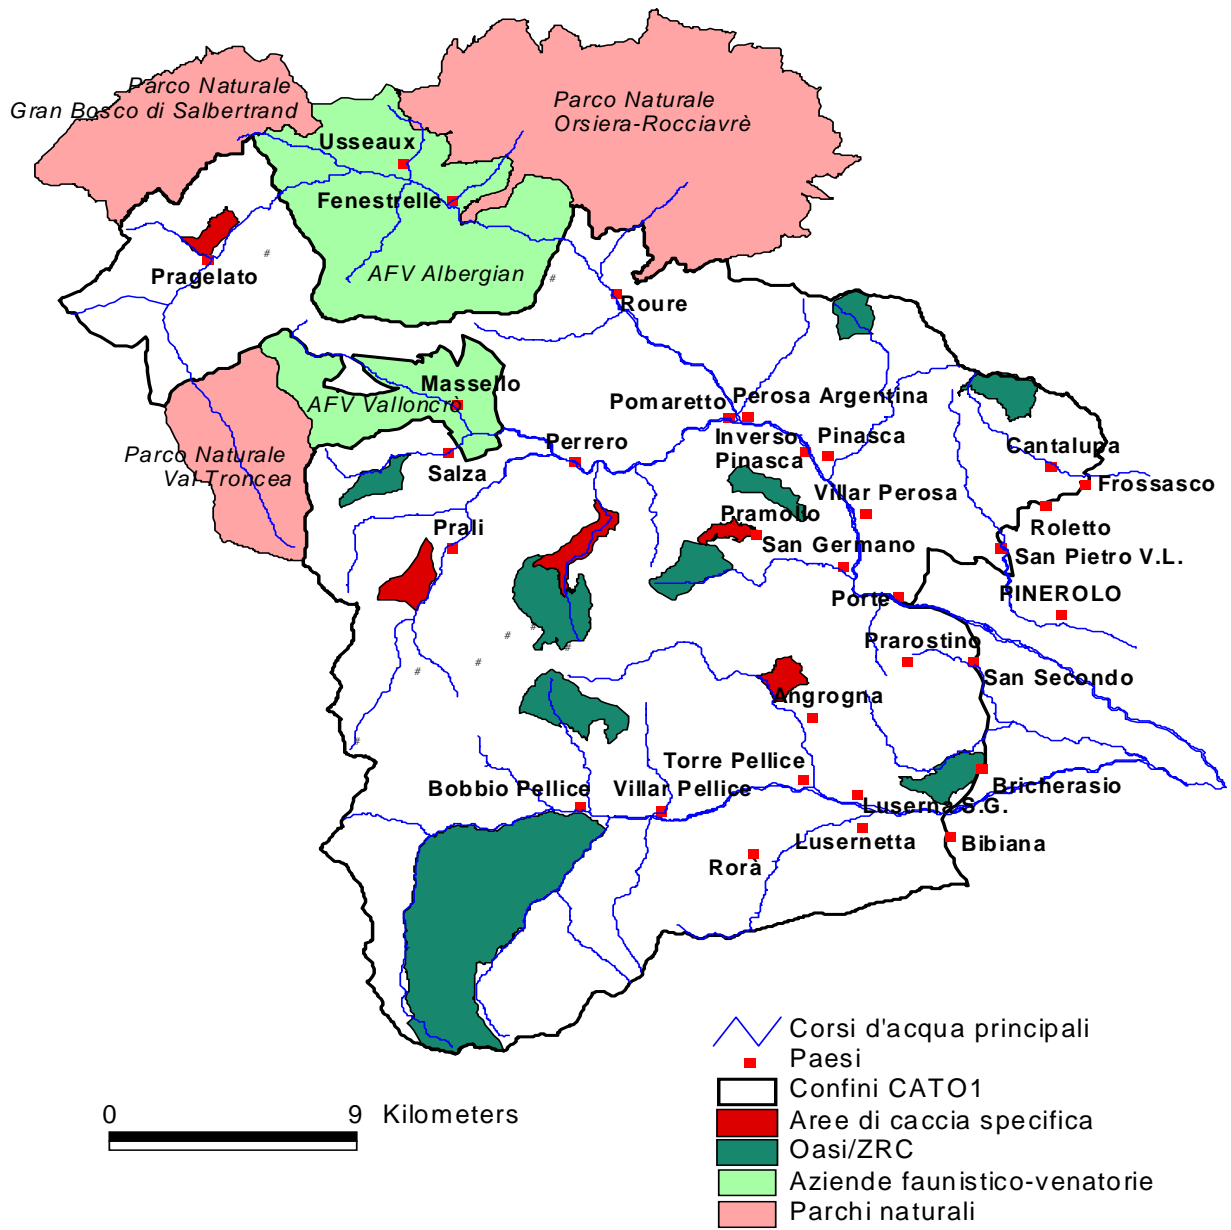 Parco Naturale
Gran Bosco di Salbertrand
Parco Naturale
Orsiera-Rocciavrè
Usseaux
Fenestrelle
AFV Albergian
Pragelato
Roure
Massello
AFV Valloncrò
Pomaretto
Perosa Argentina
Parco Naturale
Val Troncea
Salza
Perrero
Inverso
Pinasca
Pinasca
Cantalupa
Frossasco
Villar Perosa
Roletto
Prali
Pramollo
San Germano
San Pietro V.L.
Porte
PINEROLO
Prarostino
San Secondo
Angrogna
Torre Pellice
Bobbio Pellice
Villar Pellice
Bricherasio
Luserna S.G.
Lusernetta
Bibiana
Rorà
Corsi d'acqua principali
Paesi
Confini CATO1
Aree di caccia specifica
Oasi/ZRC
Aziende faunistico-venatorie
Parchi naturali
0 9 Kilometers
# # # # # # # #